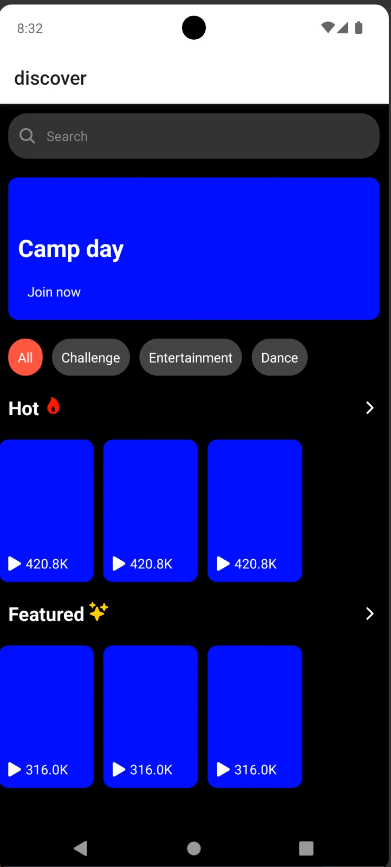 8:32
discover
Search
Camp day
Join now
All Challenge Entertainment Dance
Hot
420.8K 420.8K 420.8K
Featured
316.0K 316.0K 316.0K